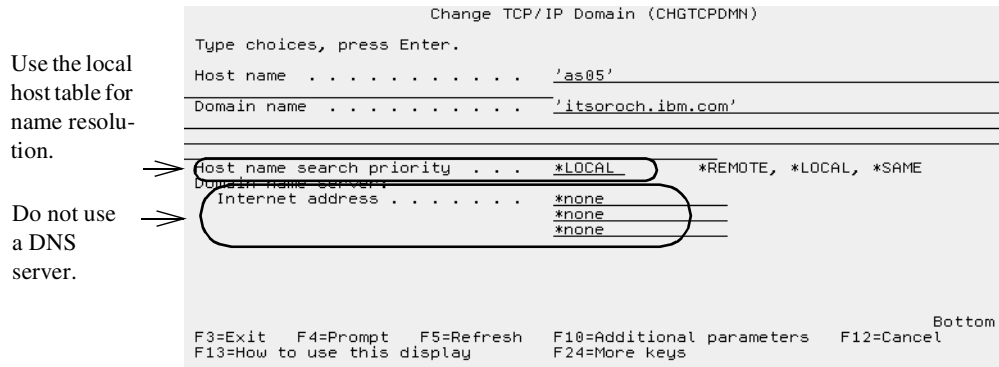 Change TCP/IP Domain (CHGTCPDMN)
Type choices, press Enter.
Host name . . . . . . . . . . . 'as05'
Domain name . . . . . . . . . . 'itsoroch.ibm.com'
Use the local
host table for
name resolu-
tion.
Host name search priority . . . *LOCAL *REMOTE, *LOCAL, *SAME
Domain name server:
Internet address . . . . . . . *none
*none
*none
Do not use
a DNS
server.
Bottom
F3=Exit F4=Prompt F5=Refresh F10=Additional parameters F12=Cancel
F13=How to use this display F24=More keys